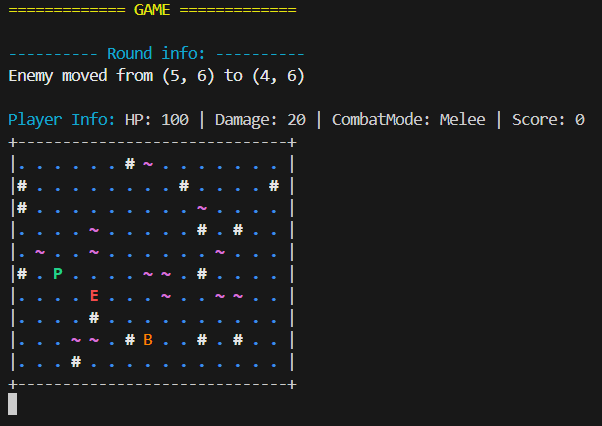 ============= GAME =============
---------- Round info: ----------
Enemy moved from (5, 6) to (4, 6)
Player Info: HP: 100 | Damage: 20 | CombatMode: Melee | Score: 0
+------------------------------+
|. . . . . . # ~ . . . . . . . |
|# . . . . . . . . # . . . . # |
|# . . . . . . . . . ~ . . . . |
|. . . . ~ . . . . . # . # . . |
|. ~ . . ~ . . . . . . ~ . . . |
|# . P . . . . ~ ~ . # . . . . |
|. . . . E . . . ~ . . ~ ~ . . |
|. . . . # . . . . . . . . . . |
|. . . ~ ~ . # B . . # . # . . |
|. . . # . . . . . . . . . . . |
+------------------------------+